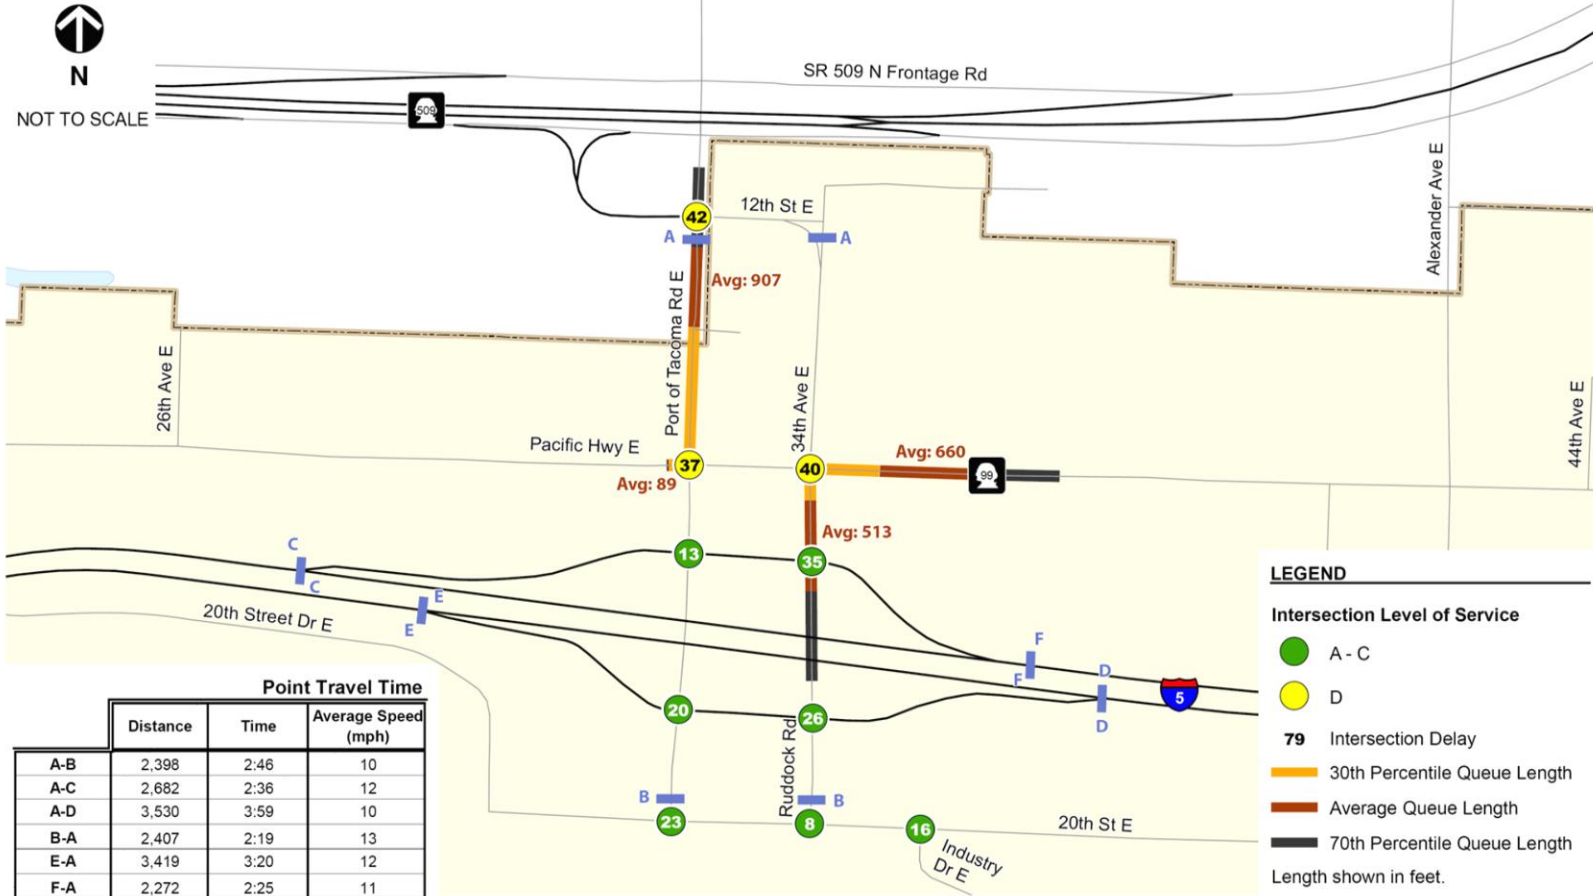 N
NOT TO SCALE
SR 509 N Frontage Rd
509
Alexander Ave E
42
12th St E
A
A
Port of Tacoma Rd E
Avg: 907
26th Ave E
34th Ave E
44th Ave E
Pacific Hwy E
37
40
Avg: 660
99
Avg: 89
Avg: 513
13
35
C
C
E
E
20th Street Dr E
F
F
D
D
5
20
26
Ruddock Rd
B
B
23
8
16
20th St E
Industry
Dr E
Point Travel Time
Distance Time Average Speed
(mph)
A-B 2,398 2:46 10
A-C 2,682 2:36 12
A-D 3,530 3:59 10
B-A 2,407 2:19 13
E-A 3,419 3:20 12
F-A 2,272 2:25 11
LEGEND
Intersection Level of Service
A - C
D
79 Intersection Delay
30th Percentile Queue Length
Average Queue Length
70th Percentile Queue Length
Length shown in feet.